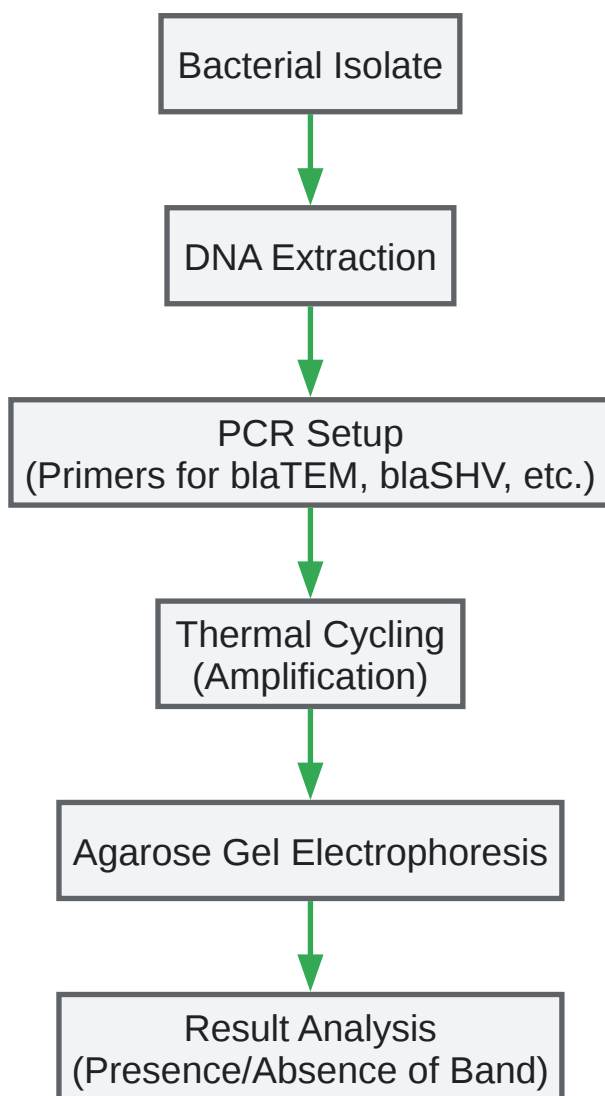 Bacterial Isolate
DNA Extraction
PCR Setup
(Primers for blaTEM, blaSHV, etc.)
Thermal Cycling
(Amplification)
Agarose Gel Electrophoresis
Result Analysis
(Presence/Absence of Band)